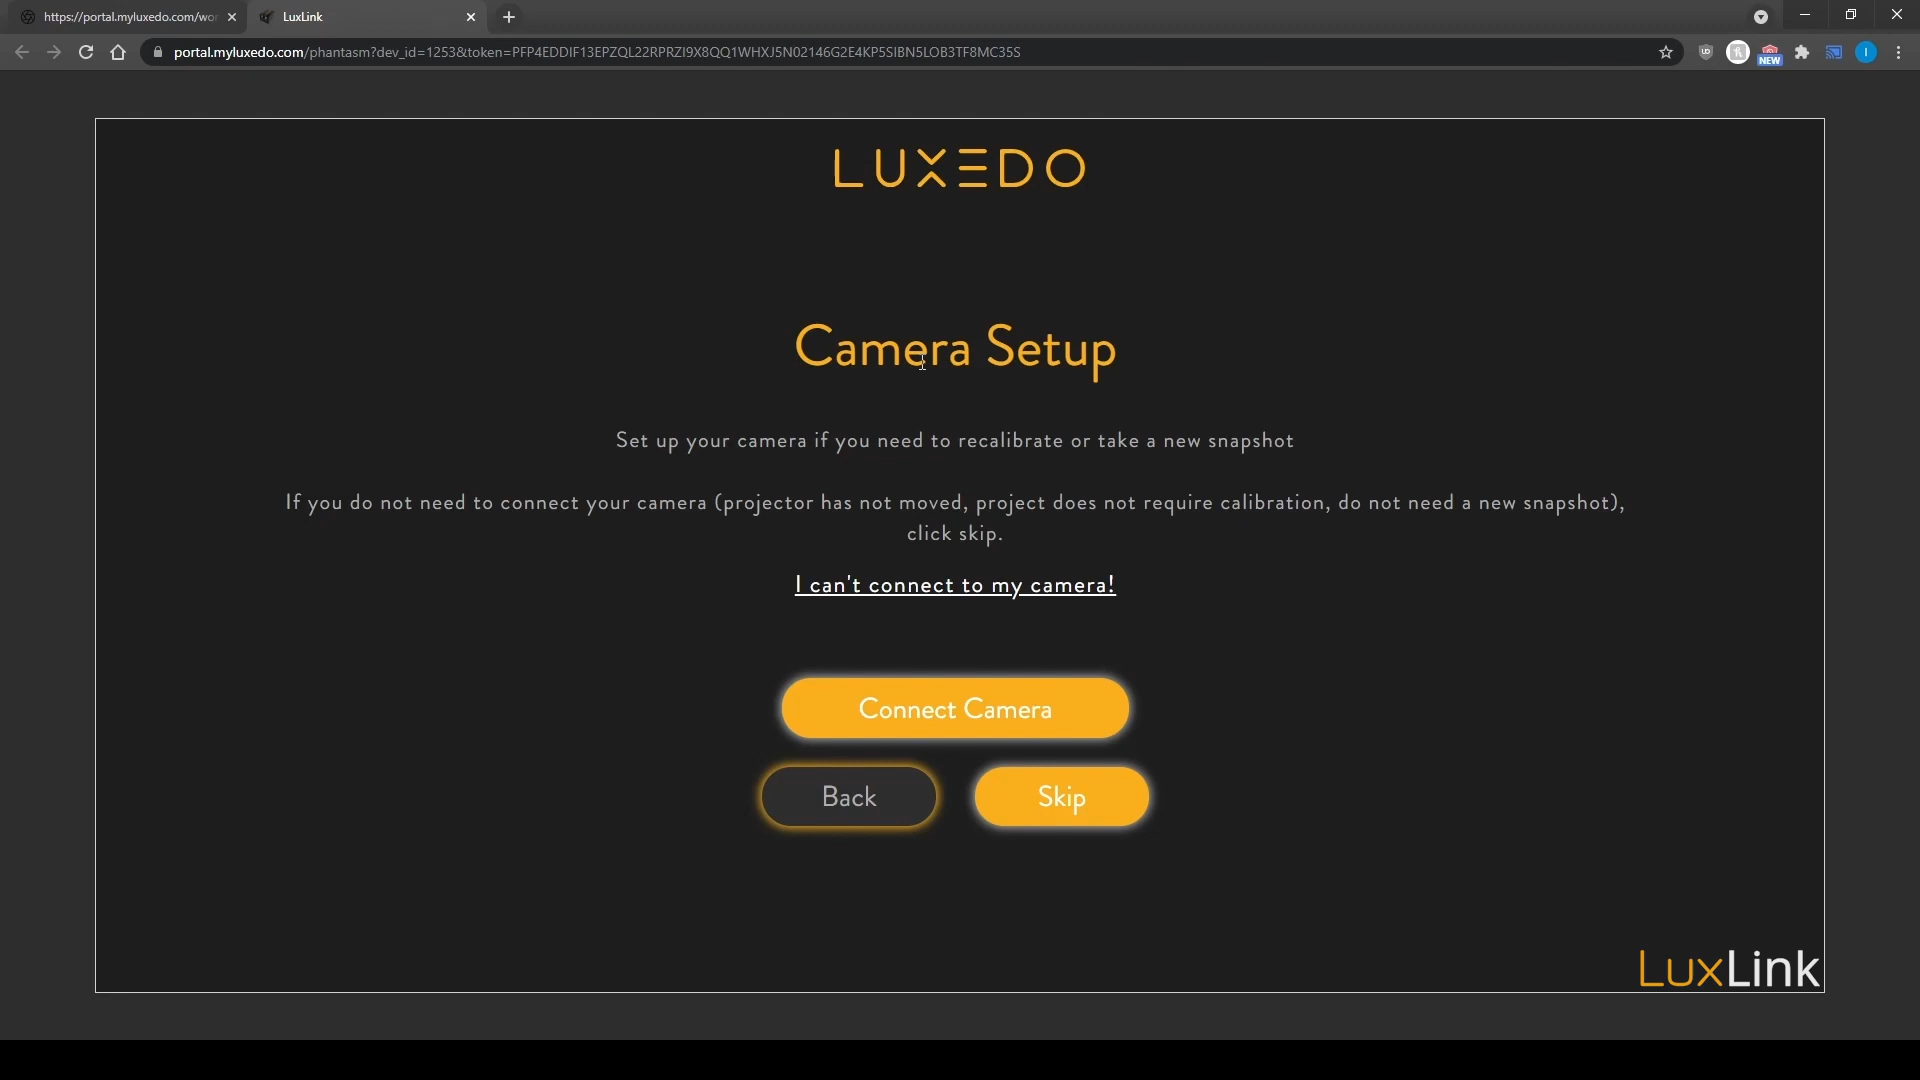 https://portal.myluxedo.com/wor
LuxLink
portal.myluxedo.com/phantasm?dev_id=1253&token=PFP4EDDIF13EPZQL22RPRZI9X8QQ1WHXJ5N02146G2E4KP5SIBN5LOB3TF8MC35S
NEW
I
LUXEDO
Camera Setup
Set up your camera if you need to recalibrate or take a new snapshot
If you do not need to connect your camera (projector has not moved, project does not require calibration, do not need a new snapshot),
click skip.
I can't connect to my camera!
Connect Camera
Back
Skip
LuxLink